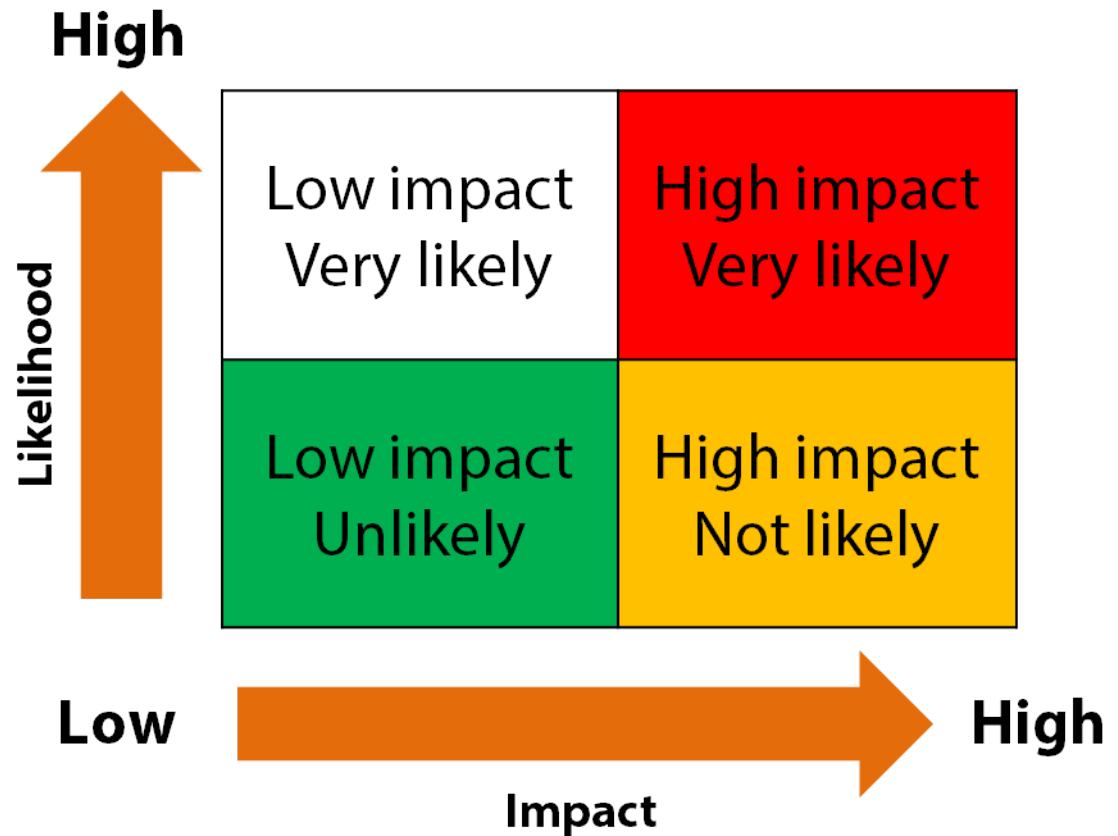 High
Low impact
Very likely
High impact
Very likely
Likelihood
Low impact
Unlikely
High impact
Not likely
Low
High
Impact